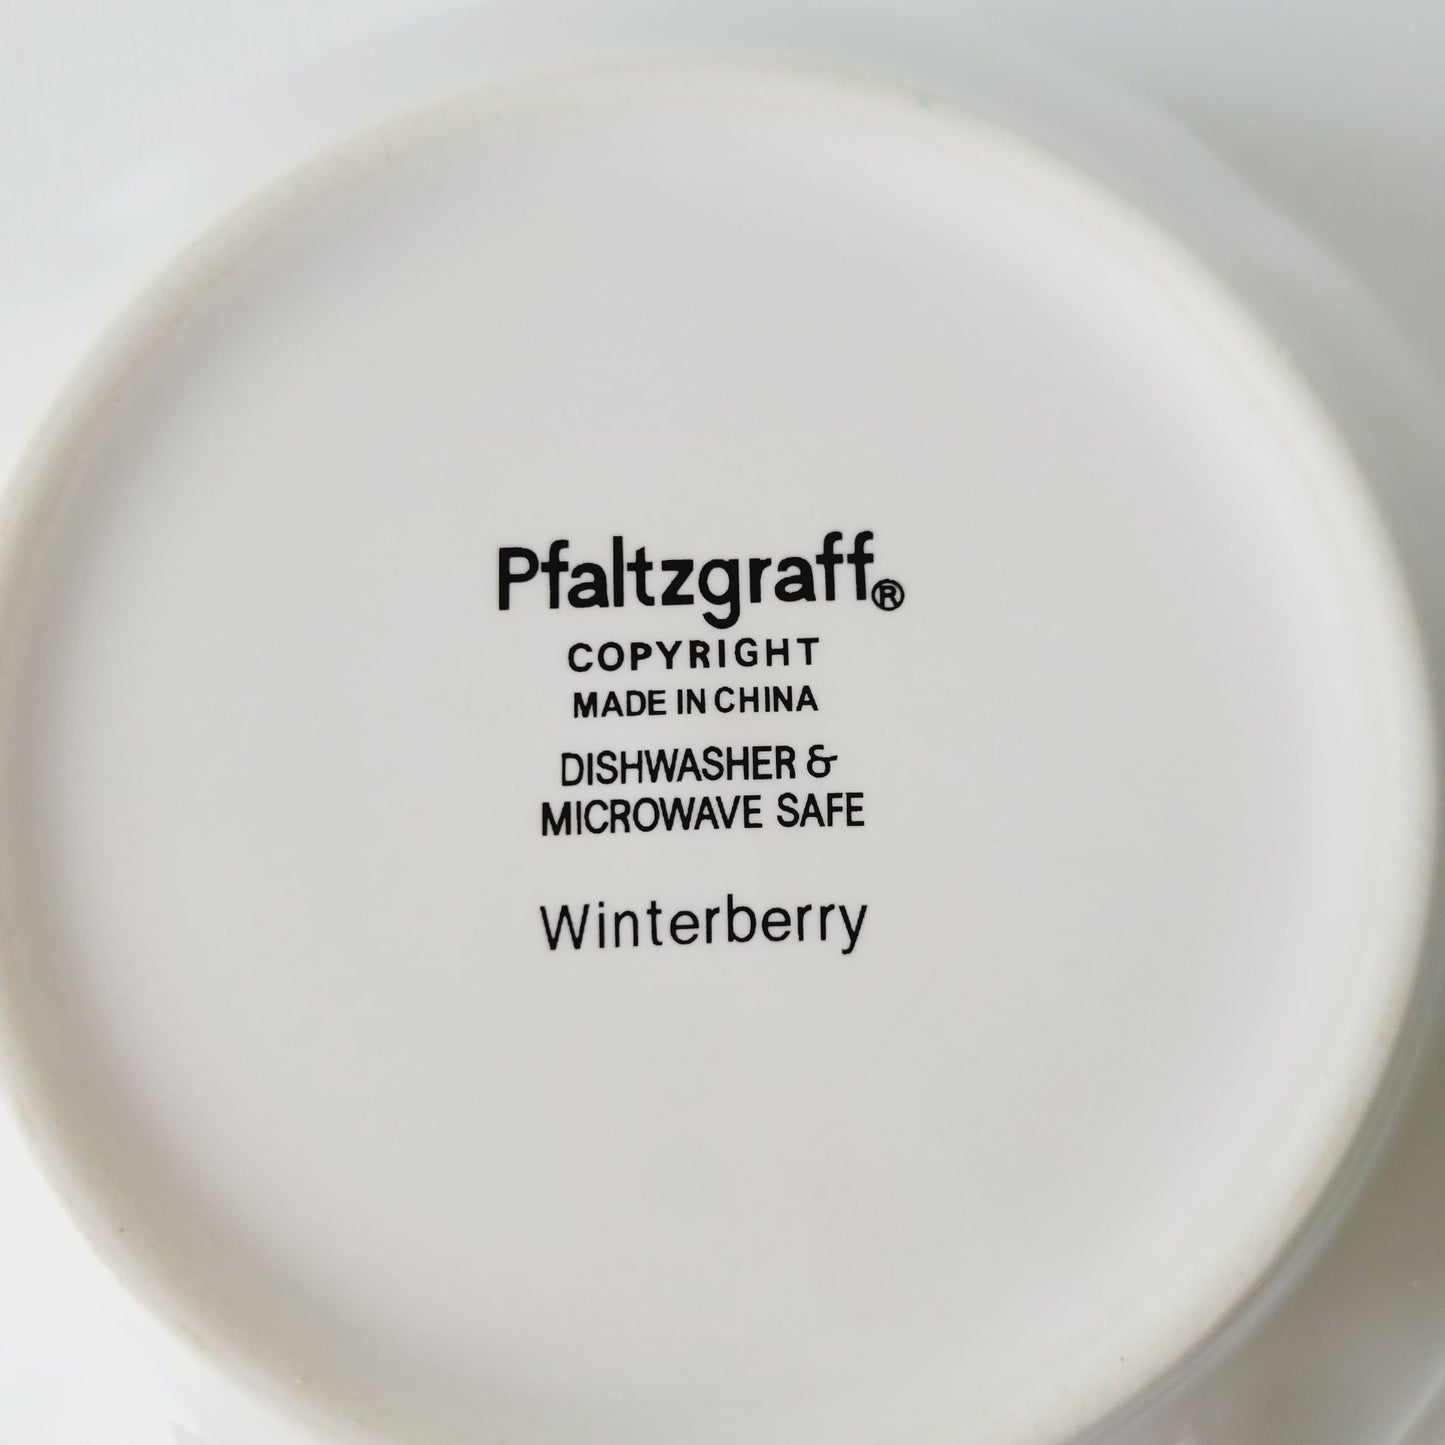 Pfaltzgraff®
COPYRIGHT
MADE IN CHINA
DISHWASHER &
MICROWAVE SAFE
Winterberry